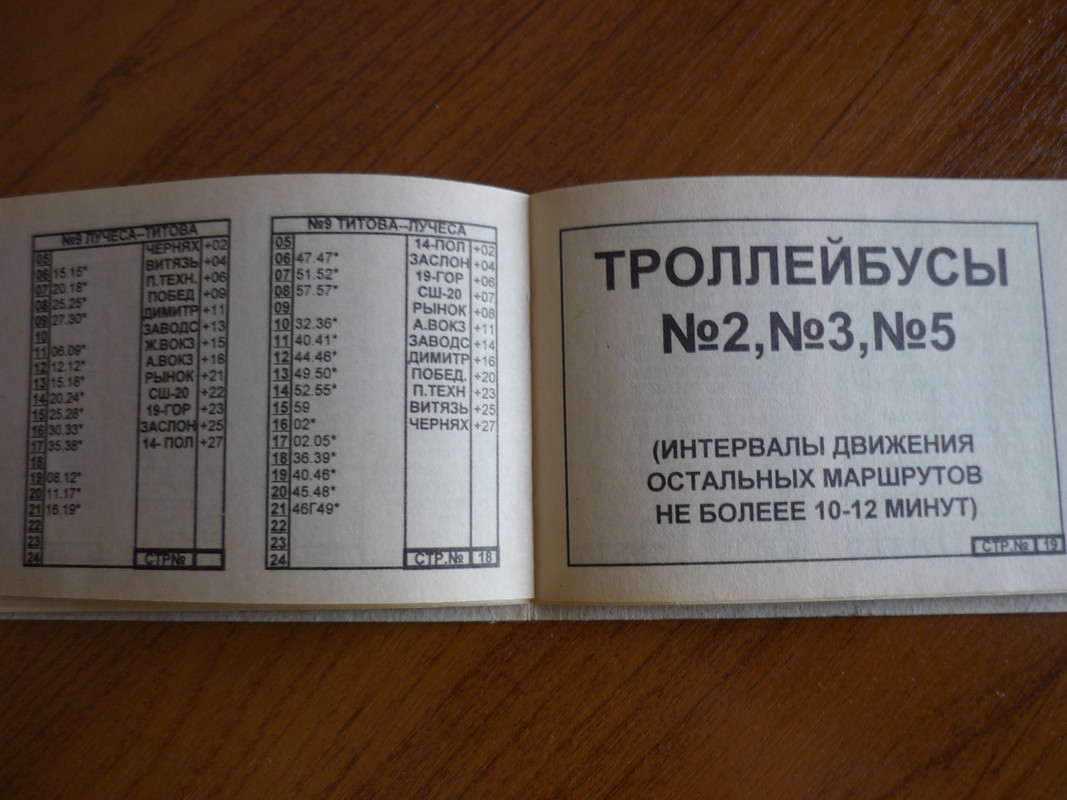 №9 ЛУЧЕСА--ТИТОВА
05 ЧЕРНЯХ +02
06 15.15* ВИТЯЗЬ +04
07 20.18* П.ТЕХН. +06
08 25.25* ПОБЕД +09
09 27.30* ДИМИТР +11
10 ЗАВОДС +13
11 06.09* Ж.ВОКЗ +15
12 12.12* А.ВОКЗ +18
13 15.18* РЫНОК +21
14 20.24* СШ-20 +22
15 25.28* 19-ГОР +23
16 30.33* ЗАСЛОН +25
17 35.38* 14- ПОЛ +27
18
19 08.12*
20 11.17*
21 16.19*
22
23
24 СТР№
№9 ТИТОВА--ЛУЧЕСА
05 14-ПОЛ +02
06 47.47* ЗАСЛОН +04
07 51.52* 19-ГОР +06
08 57.57* СШ-20 +07
09 РЫНОК +08
10 32.36* А.ВОКЗ +11
11 40.41* ЗАВОДС +14
12 44.46* ДИМИТР +16
13 49.50* ПОБЕД. +20
14 52.55* П.ТЕХН +23
15 59 ВИТЯЗЬ +25
16 02* ЧЕРНЯХ +27
17 02.05*
18 36.39*
19 40.46*
20 45.48*
21 46Г49*
22
23
24 СТР.№ 18
ТРОЛЛЕЙБУСЫ
№2,№3,№5
(ИНТЕРВАЛЫ ДВИЖЕНИЯ
ОСТАЛЬНЫХ МАРШРУТОВ
НЕ БОЛЕЕЕ 10-12 МИНУТ)
СТР.№ 19